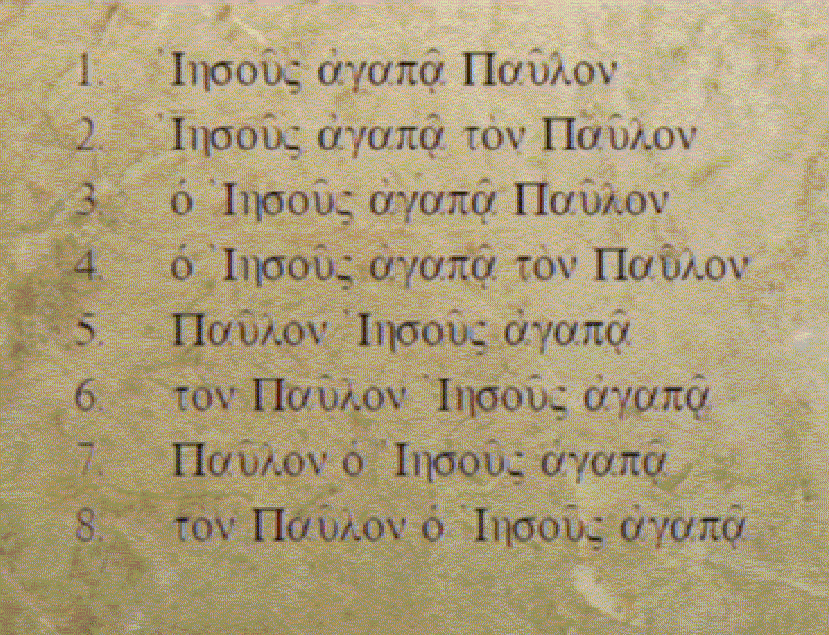 1. Ἰησοῦς ἀγαπᾷ Παῦλον
2. Ἰησοῦς ἀγαπᾷ τὸν Παῦλον
3. ὁ Ἰησοῦς ἀγαπᾷ Παῦλον
4. ὁ Ἰησοῦς ἀγαπᾷ τὸν Παῦλον
5. Παῦλον Ἰησοῦς ἀγαπᾷ
6. τον Παῦλον Ἰησοῦς ἀγαπᾷ
7. Παῦλον ὁ Ἰησοῦς ἀγαπᾷ
8. τὸν Παῦλον ὁ Ἰησοῦς ἀγαπᾷ